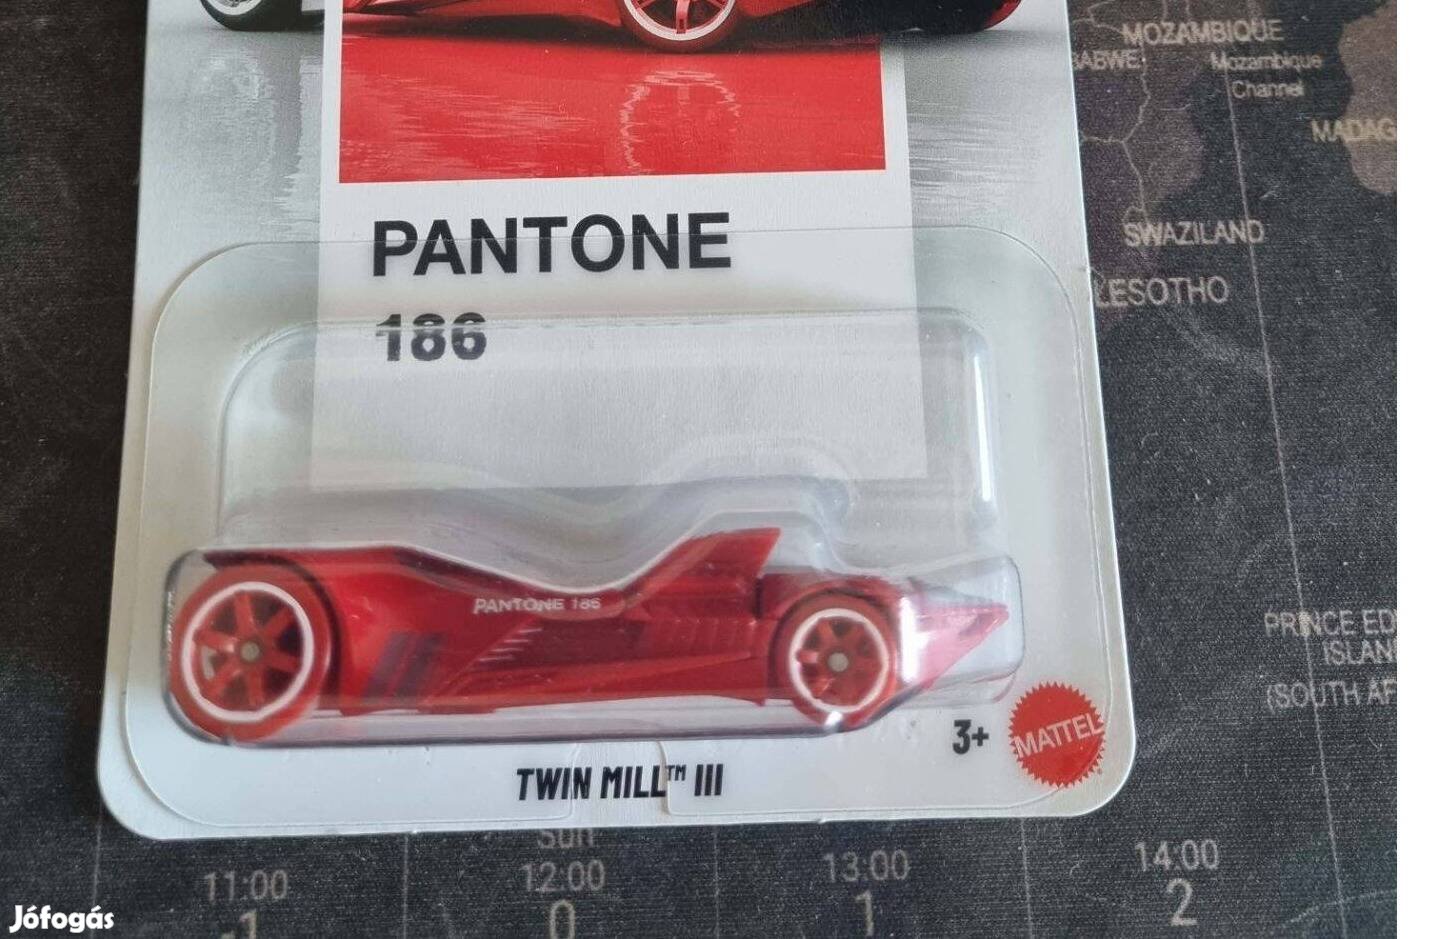 MOZAMBIQUE
ABWE
Mozambique
Channel
MADAG
SWAZILAND
LESOTHO
PANTONE
186
PANTONE 186
3+
MATTEL
TWIN MILL™ III
PRINCE ED
ISLAN
(SOUTH AF
Sun
11:00
12:00
13:00
14:00
-1
0
1
2
Jófogás